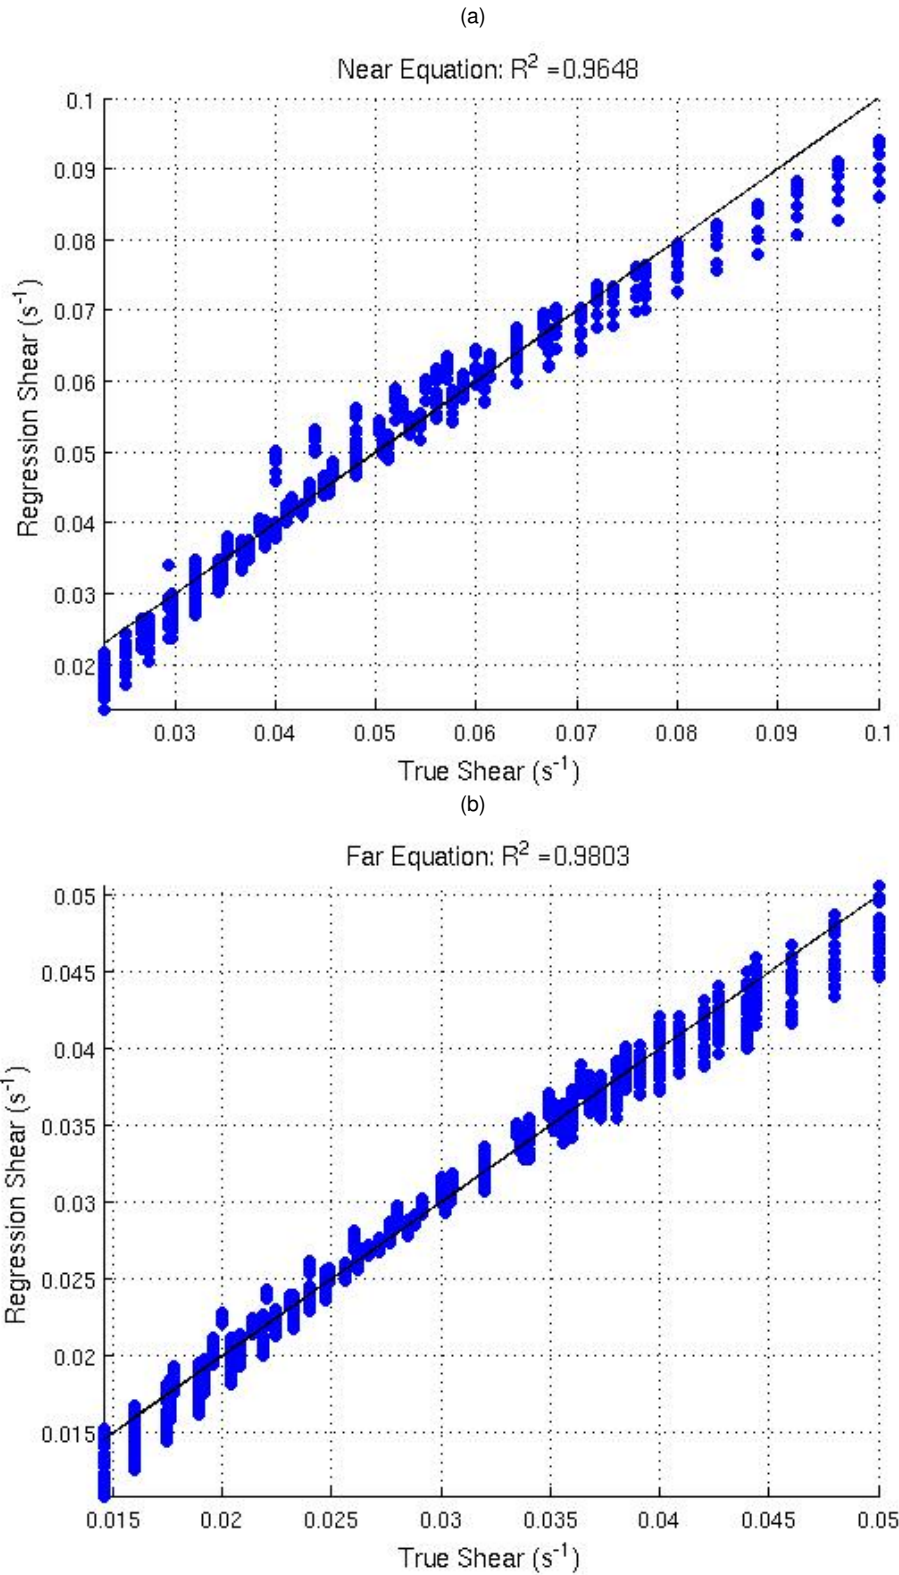 (a)
Near Equation: R² =0.9648
0.1
0.09
0.08
0.07
0.06
0.05
0.04
0.03
0.02
Regression Shear (s⁻¹)
0.03 0.04 0.05 0.06 0.07 0.08 0.09 0.1
True Shear (s⁻¹)
(b)
Far Equation: R² =0.9803
0.05
0.045
0.04
0.035
0.03
0.025
0.02
0.015
Regression Shear (s⁻¹)
0.015 0.02 0.025 0.03 0.035 0.04 0.045 0.05
True Shear (s⁻¹)